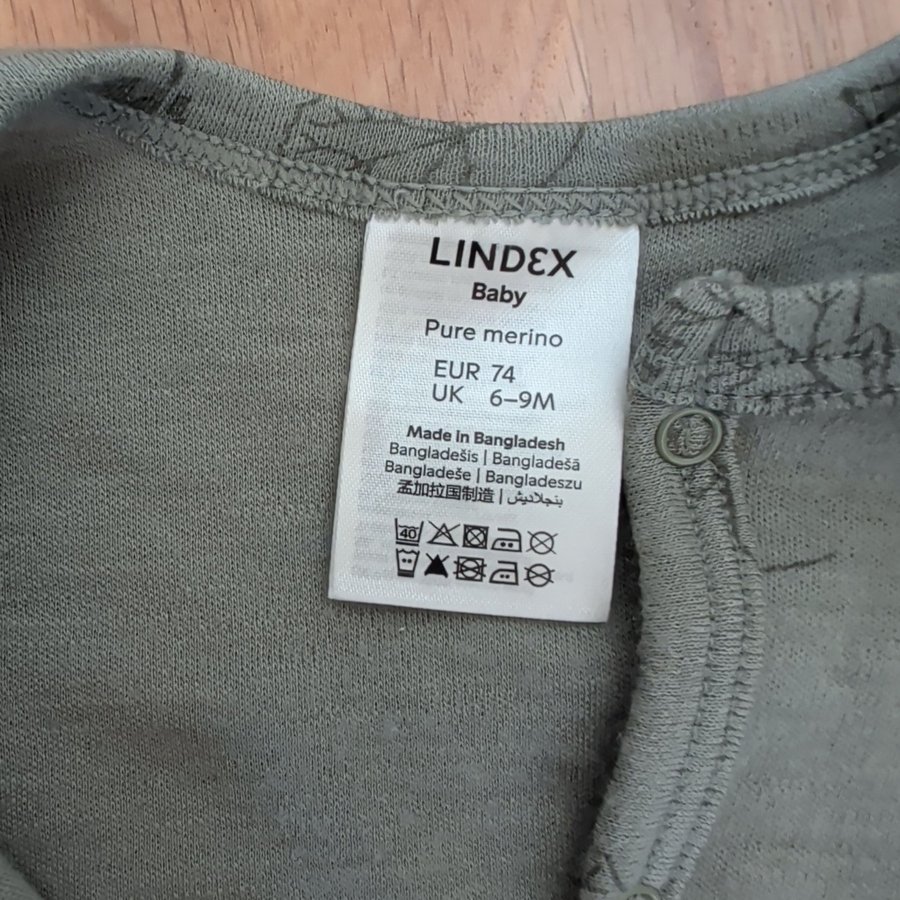 LINDEX
Baby
Pure merino
EUR 74
UK 6–9M
Made in Bangladesh
Bangladešis | Bangladešā
Bangladeše | Bangladeszu
孟加拉国制造 | بنجلاديش
40